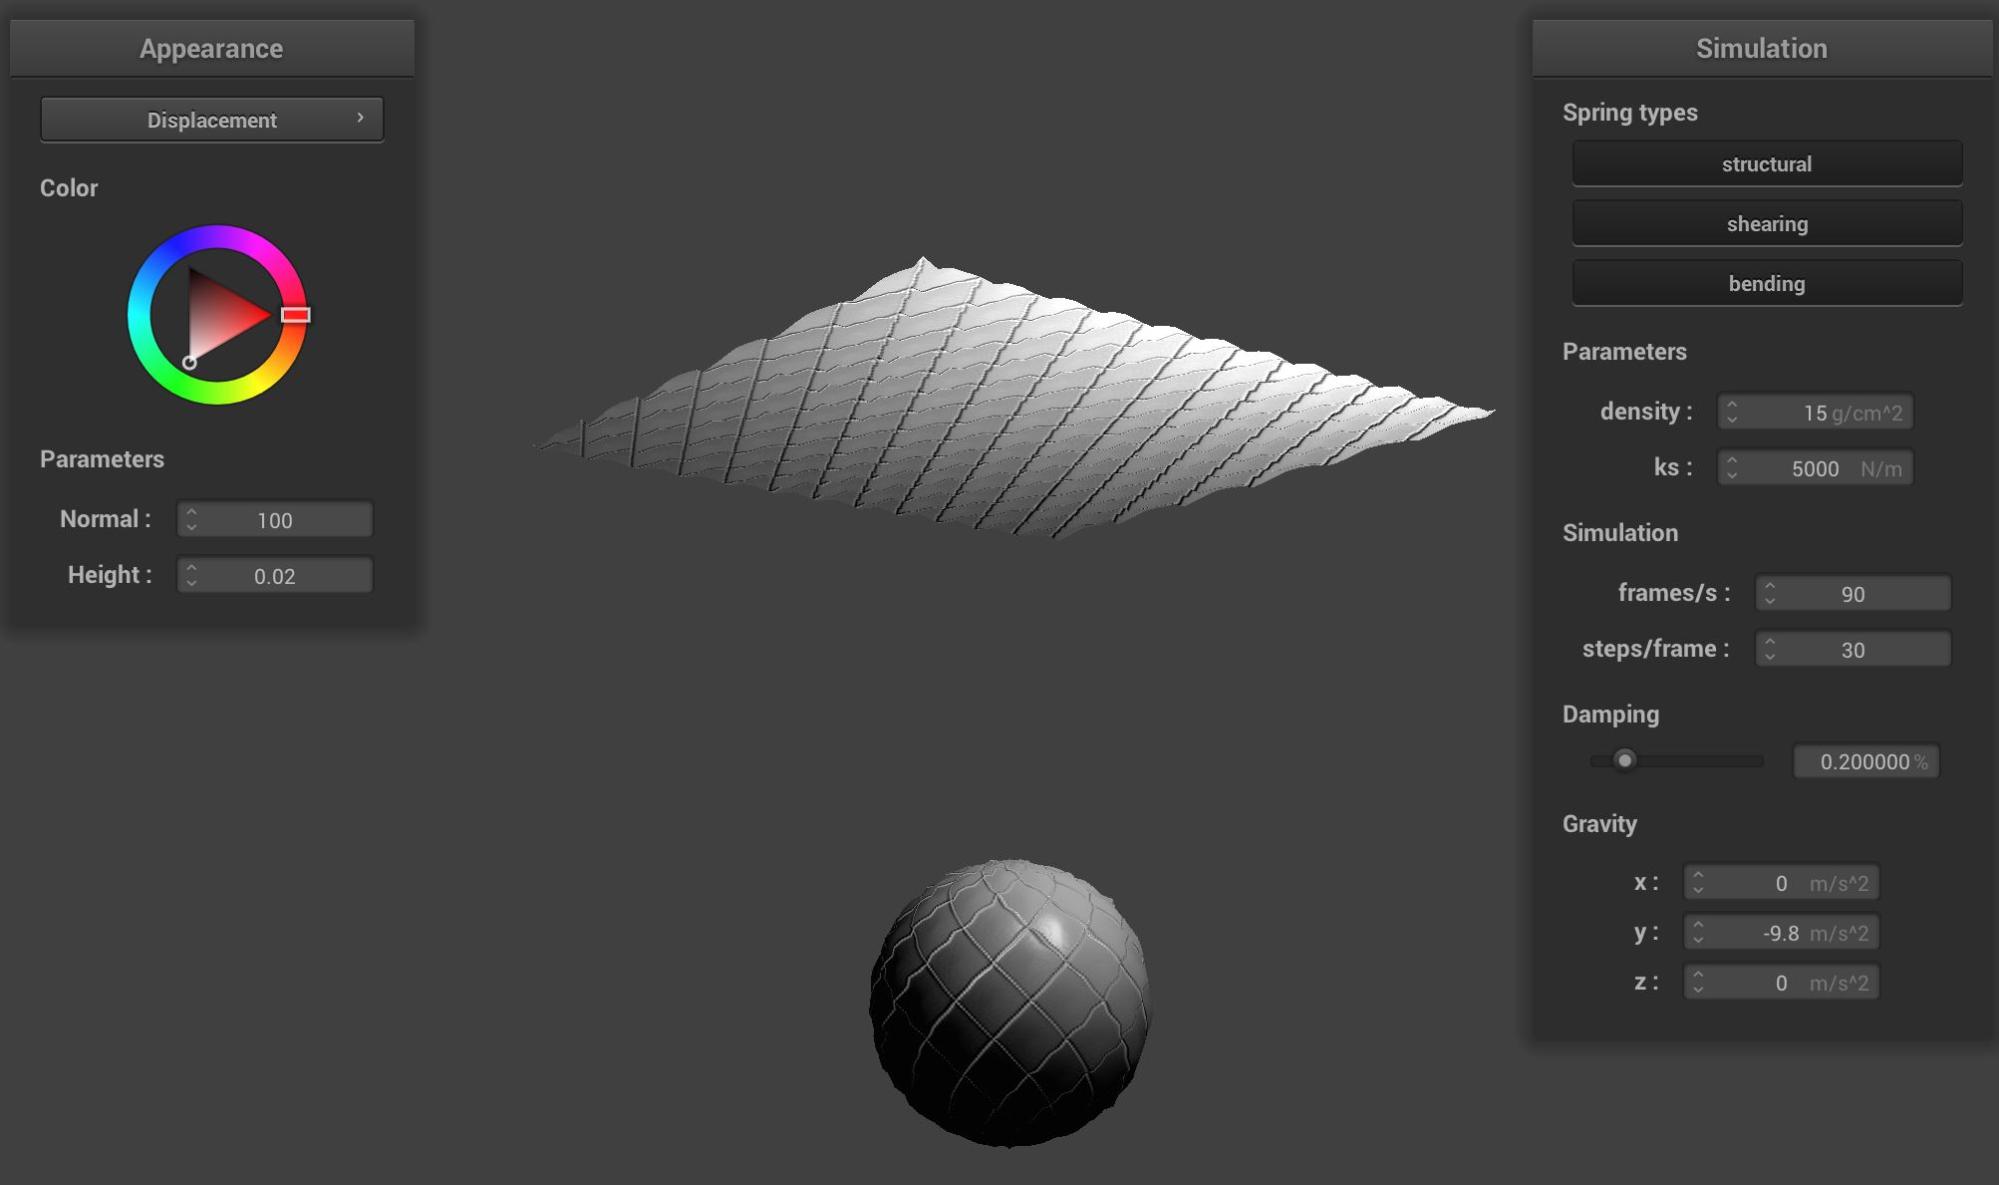 Appearance
Displacement
Color
Parameters
Normal : 100
Height : 0.02
Simulation
Spring types
structural
shearing
bending
Parameters
density : 15 g/cm^2
ks : 5000 N/m
Simulation
frames/s : 90
steps/frame : 30
Damping
0.200000 %
Gravity
x : 0 m/s^2
y : -9.8 m/s^2
z : 0 m/s^2